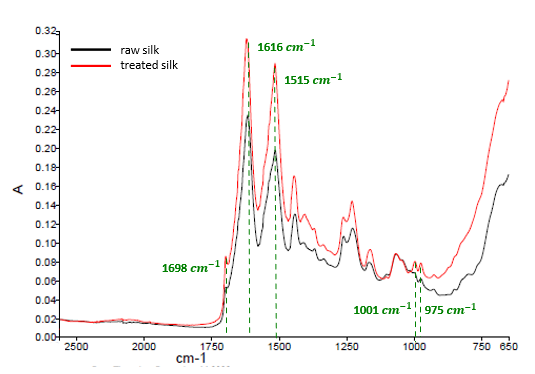 0.32
0.30
0.28
0.26
0.24
0.22
0.20
0.18
0.16
0.14
0.12
0.10
0.08
0.06
0.04
0.02
0.00
A
raw silk
treated silk
1616 cm⁻¹
1515 cm⁻¹
1698 cm⁻¹
1001 cm⁻¹
975 cm⁻¹
2500 2000 1500 1250 1000 750 650
cm-1